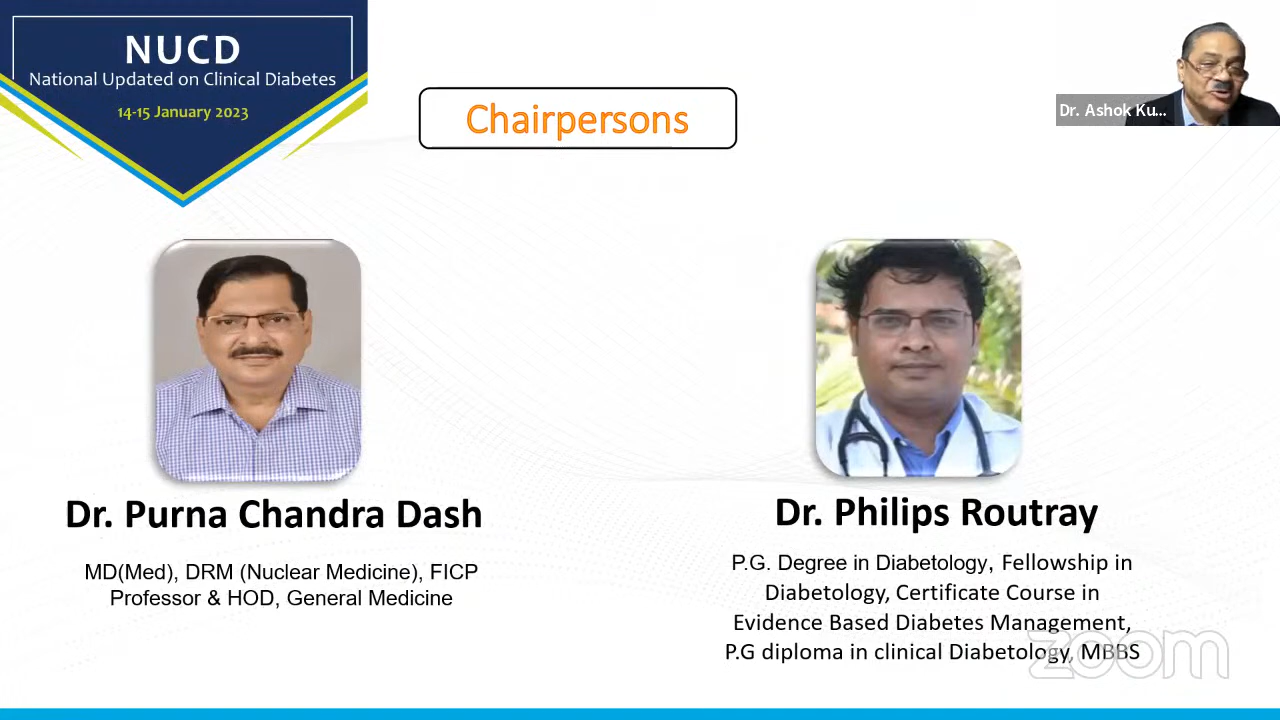 NUCD
National Updated on Clinical Diabetes
14-15 January 2023
Chairpersons
Dr. Ashok Ku...
Dr. Purna Chandra Dash
MD(Med), DRM (Nuclear Medicine), FICP
Professor & HOD, General Medicine
Dr. Philips Routray
P.G. Degree in Diabetology, Fellowship in
Diabetology, Certificate Course in
Evidence Based Diabetes Management,
P.G diploma in clinical Diabetology, MBBS
zoom